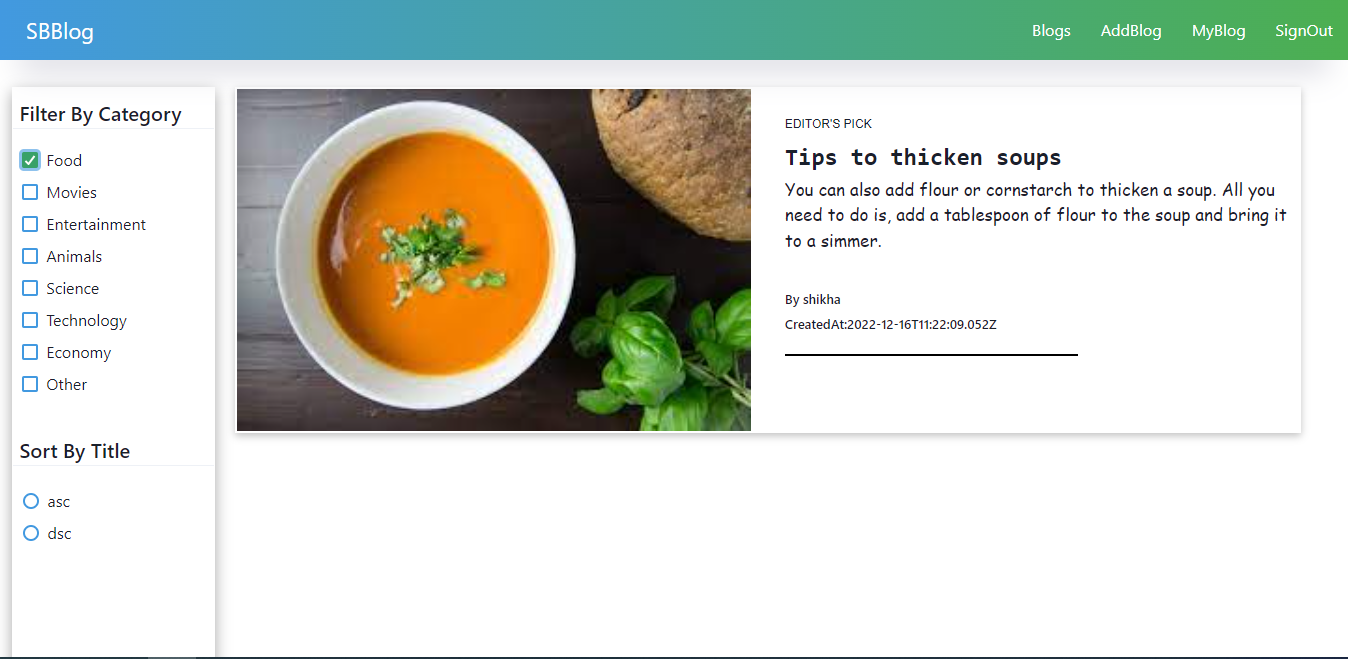 SBBlog
Blogs AddBlog MyBlog SignOut
Filter By Category
Food
Movies
Entertainment
Animals
Science
Technology
Economy
Other
Sort By Title
asc
dsc
EDITOR'S PICK
Tips to thicken soups
You can also add flour or cornstarch to thicken a soup. All you
need to do is, add a tablespoon of flour to the soup and bring it
to a simmer.
By shikha
CreatedAt:2022-12-16T11:22:09.052Z